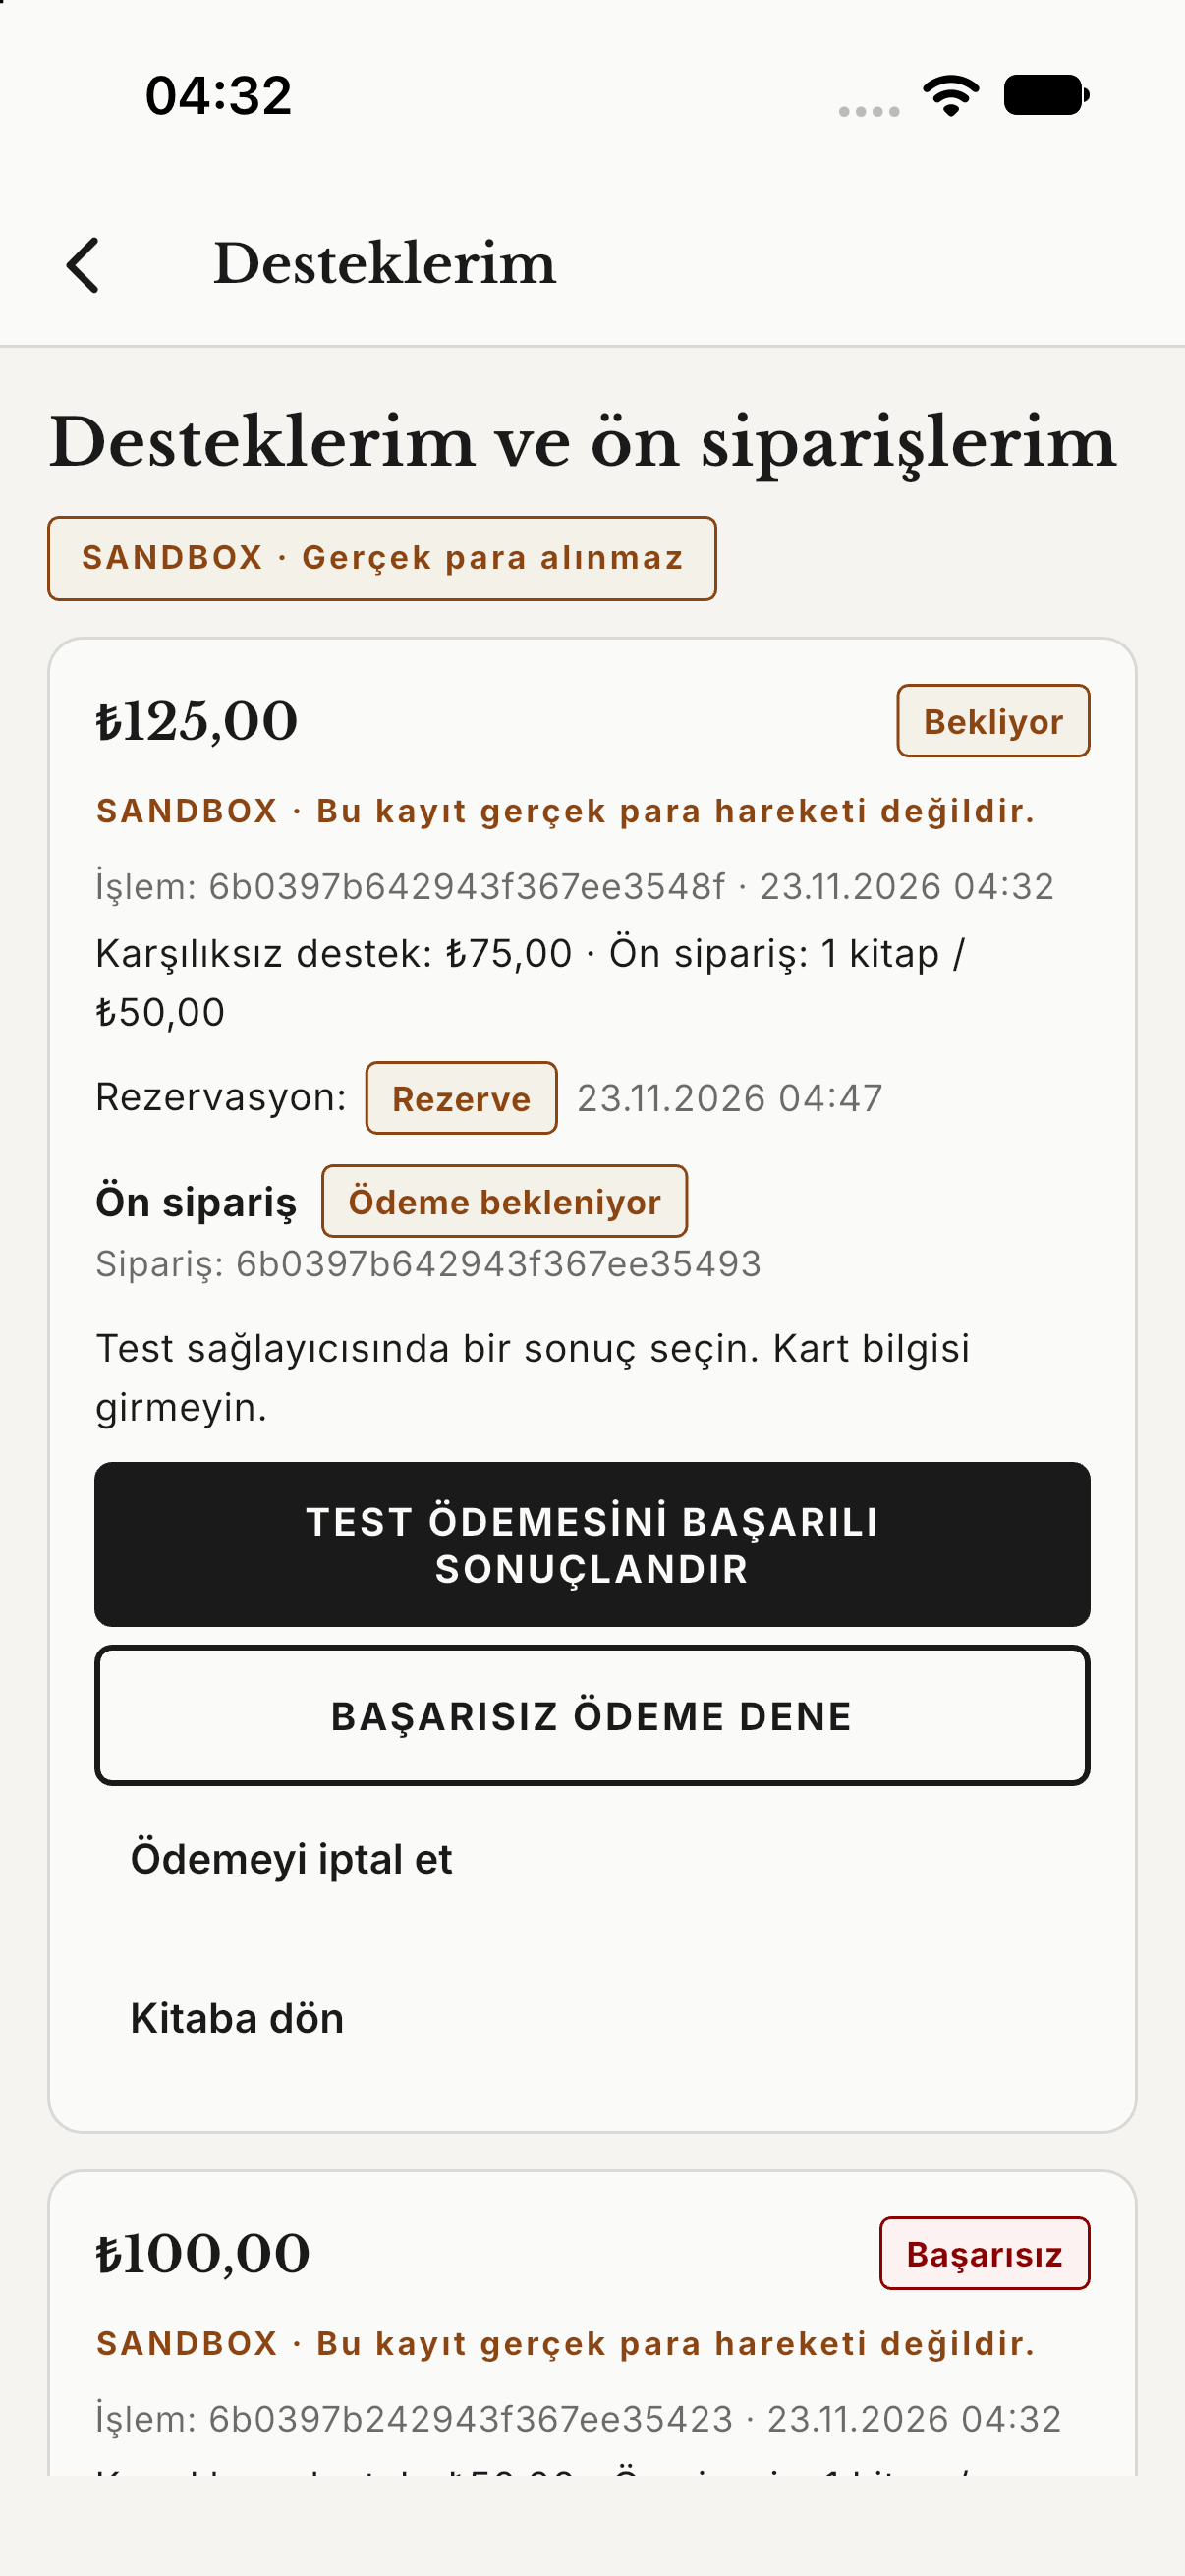 04:32
Desteklerim
Desteklerim ve ön siparişlerim
SANDBOX · Gerçek para alınmaz
₺125,00
Bekliyor
SANDBOX · Bu kayıt gerçek para hareketi değildir.
İşlem: 6b0397b642943f367ee3548f · 23.11.2026 04:32
Karşılıksız destek: ₺75,00 · Ön sipariş: 1 kitap /
₺50,00
Rezervasyon: Rezerve 23.11.2026 04:47
Ön sipariş Ödeme bekleniyor
Sipariş: 6b0397b642943f367ee35493
Test sağlayıcısında bir sonuç seçin. Kart bilgisi
girmeyin.
TEST ÖDEMESİNİ BAŞARILI
SONUÇLANDIR
BAŞARISIZ ÖDEME DENE
Ödemeyi iptal et
Kitaba dön
₺100,00
Başarısız
SANDBOX · Bu kayıt gerçek para hareketi değildir.
İşlem: 6b0397b242943f367ee35423 · 23.11.2026 04:32